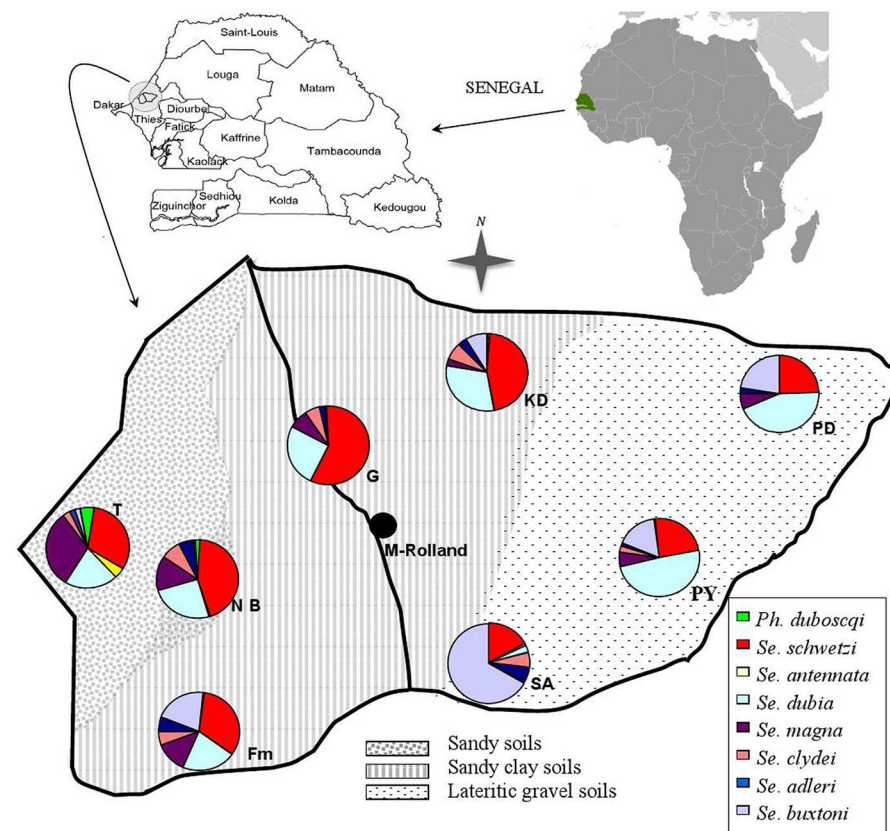 Saint-Louis
Louga
Matam
Dakar
Diourbel
Thies
Fatick
Kaffrine
Kaolack
Tambacounda
Ziguinchor
Sedhiou
Kolda
Kedougou
SENEGAL
N
KD
PD
G
T
M-Rolland
N B
PY
SA
Fm
Sandy soils
Sandy clay soils
Lateritic gravel soils
Ph. duboscqi
Se. schwetzi
Se. antennata
Se. dubia
Se. magna
Se. clydei
Se. adleri
Se. buxtoni